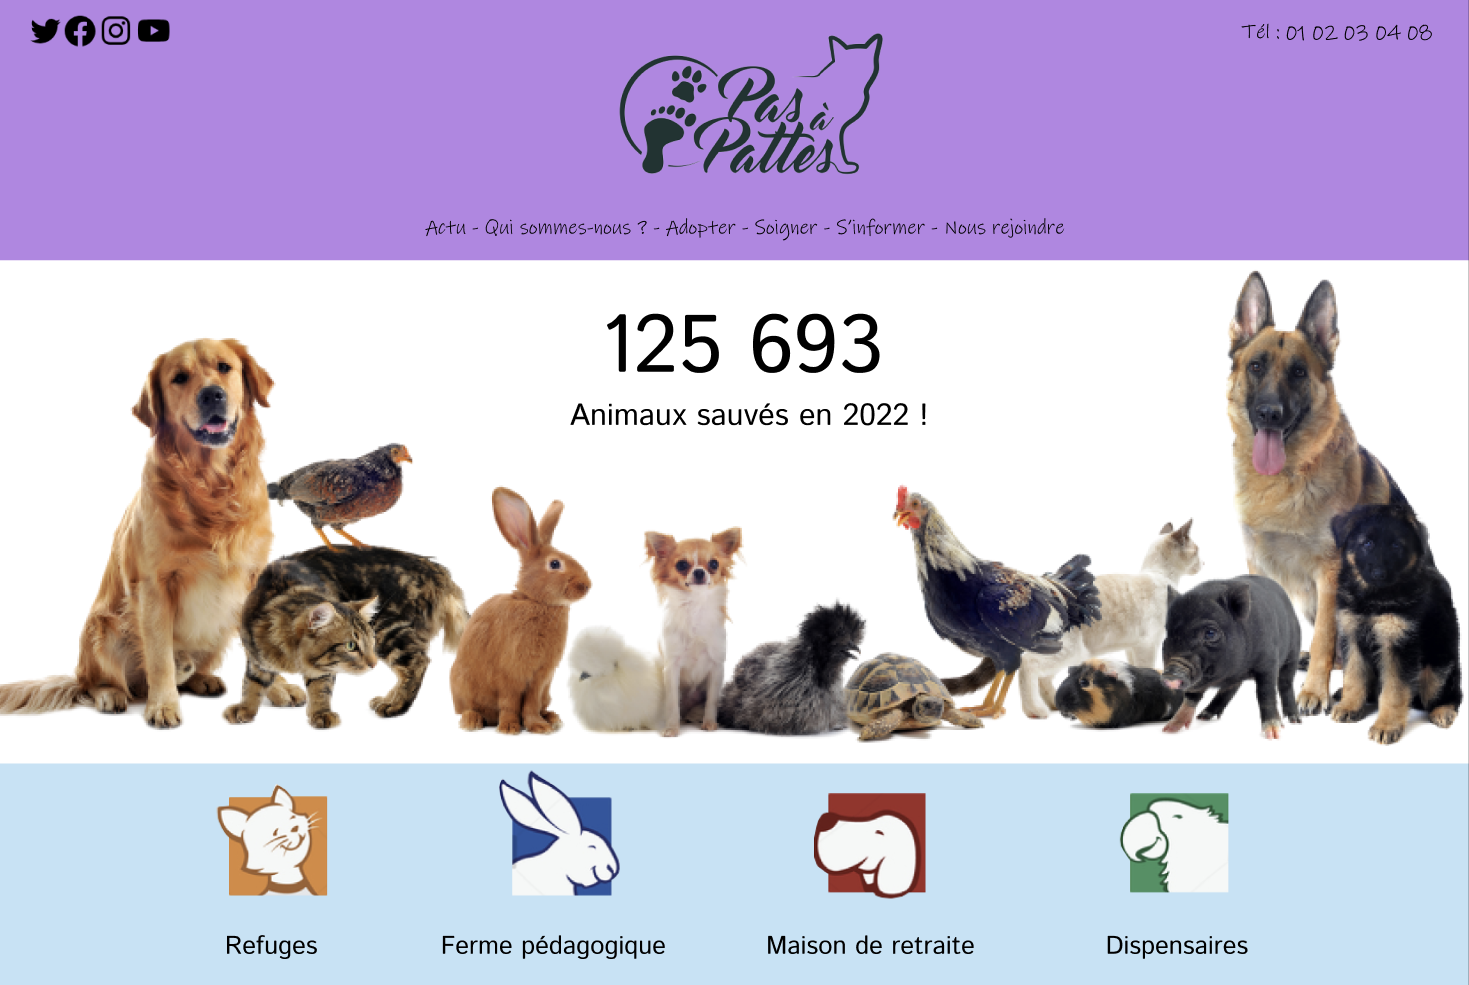 Tél : 01 02 03 04 08
Pas à
Pattes
Actu - Qui sommes-nous ? - Adopter - Soigner - S'informer - Nous rejoindre
125 693
Animaux sauvés en 2022 !
Refuges
Ferme pédagogique
Maison de retraite
Dispensaires